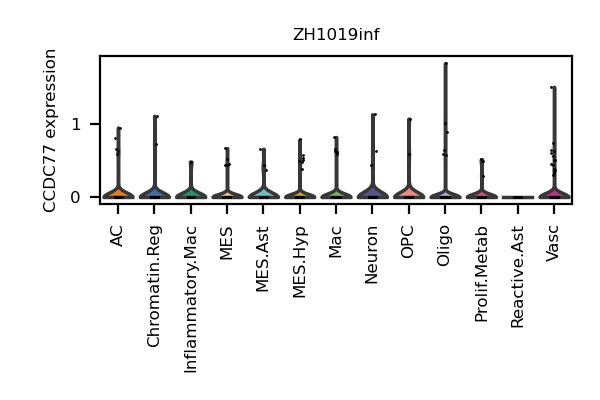 ZH1019inf
CCDC77 expression
1
0
AC
Chromatin.Reg
Inflammatory.Mac
MES
MES.Ast
MES.Hyp
Mac
Neuron
OPC
Oligo
Prolif.Metab
Reactive.Ast
Vasc